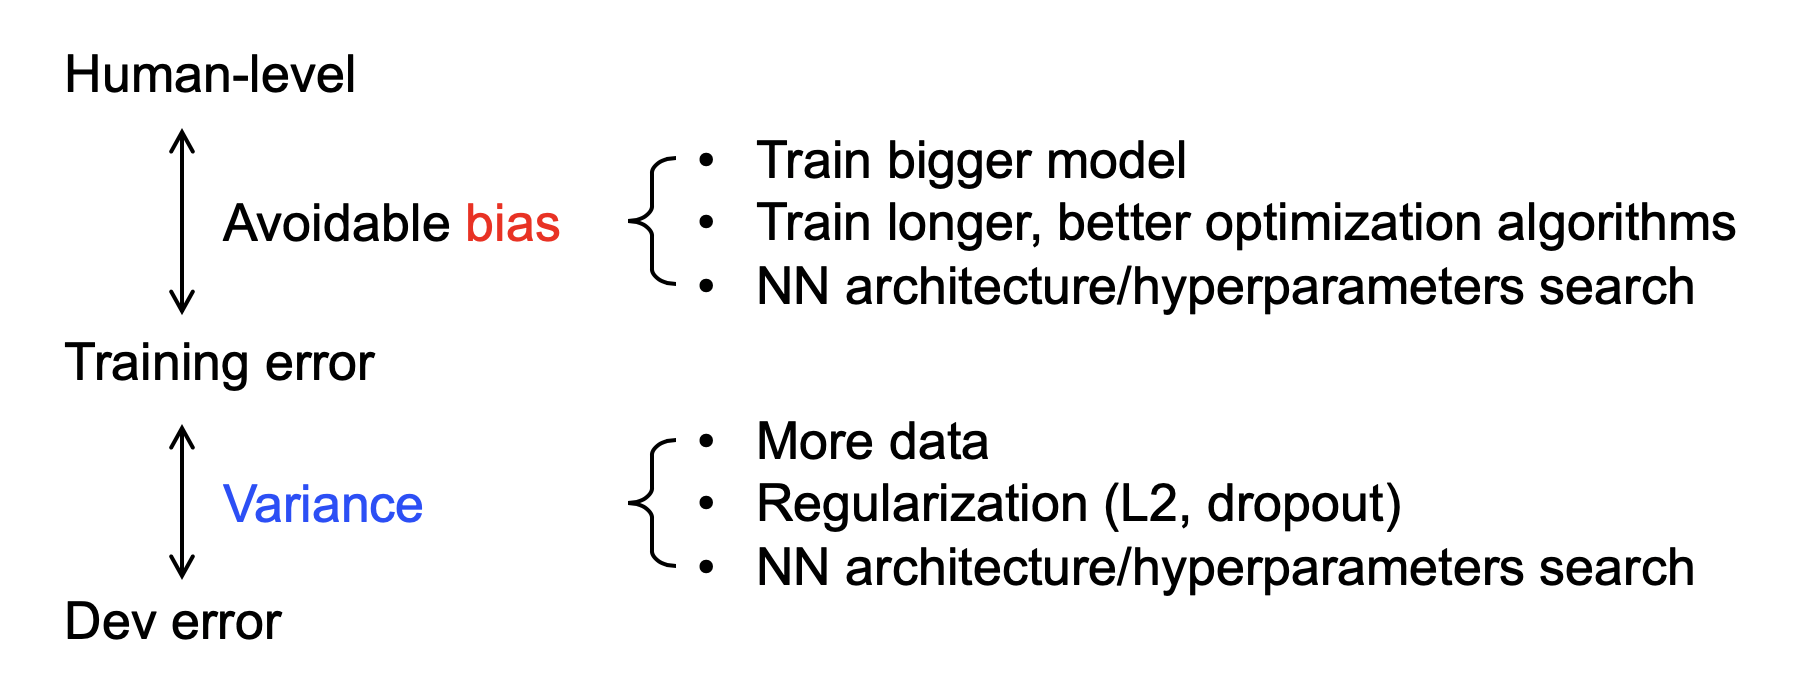 Human-level
Avoidable bias
• Train bigger model
• Train longer, better optimization algorithms
• NN architecture/hyperparameters search
Training error
Variance
• More data
• Regularization (L2, dropout)
• NN architecture/hyperparameters search
Dev error